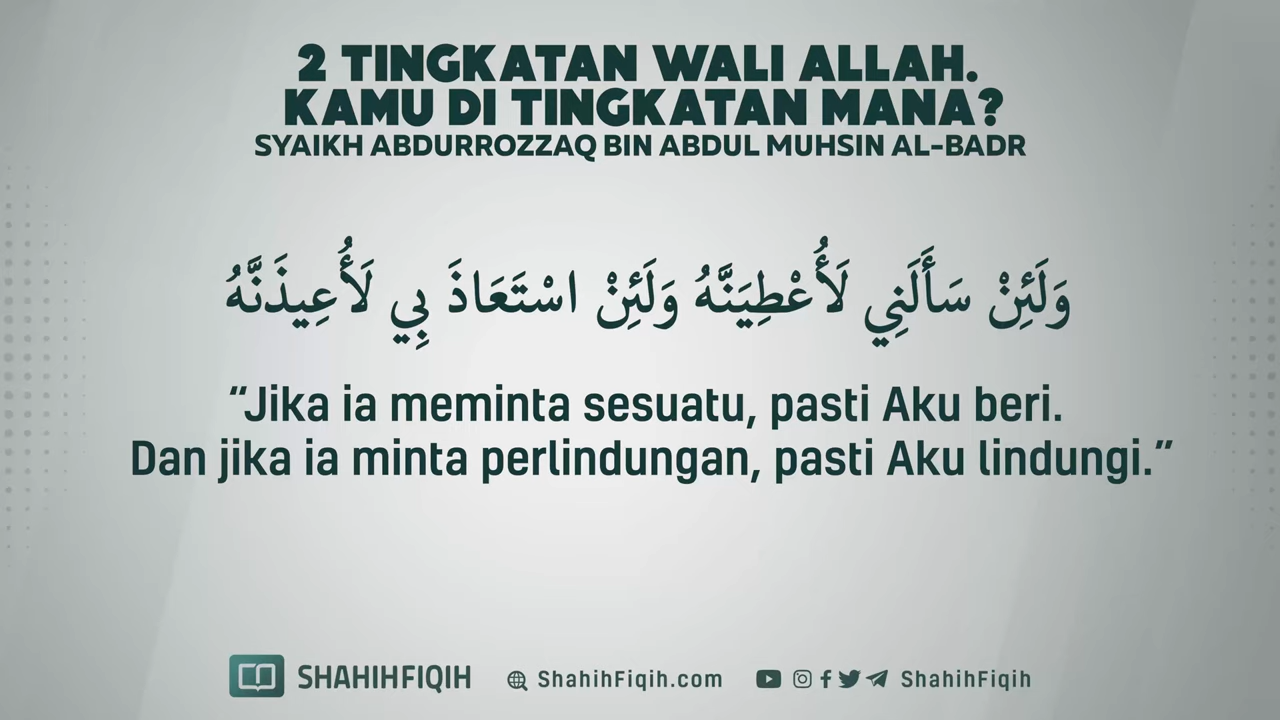 2 TINGKATAN WALI ALLAH.
KAMU DI TINGKATAN MANA?
SYAIKH ABDURROZZAQ BIN ABDUL MUHSIN AL-BADR
وَلَئِنْ سَأَلَنِي لَأُعْطِيَنَّهُ وَلَئِنْ اسْتَعَاذَ بِي لَأُعِيذَنَّهُ
“Jika ia meminta sesuatu, pasti Aku beri.
Dan jika ia minta perlindungan, pasti Aku lindungi.”
SHAHIHFIQIH ShahihFiqih.com ShahihFiqih